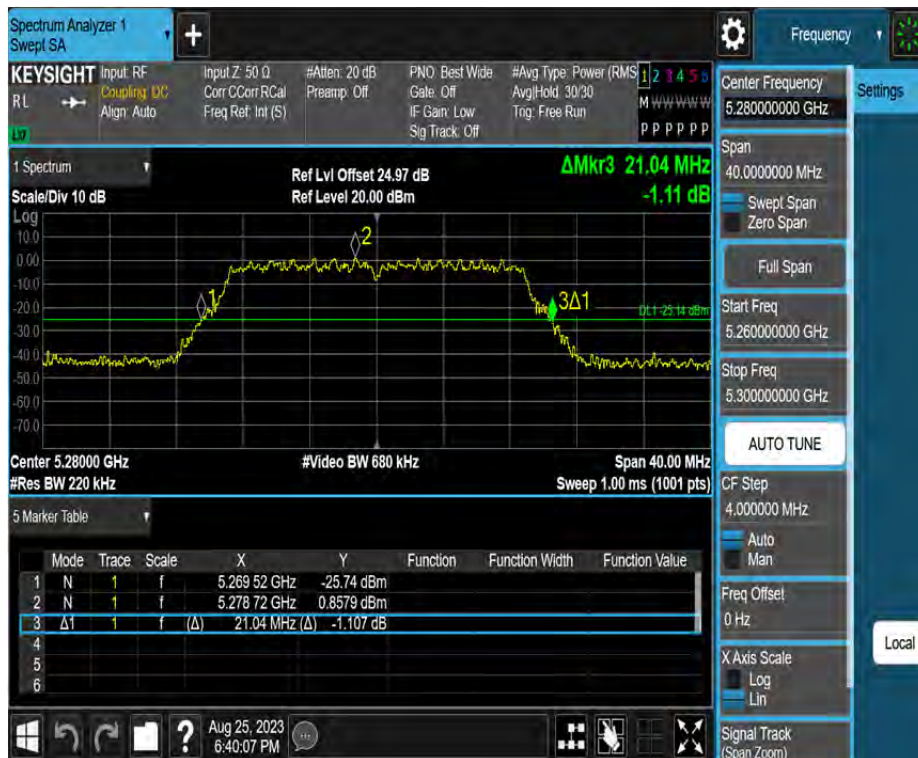 Spectrum Analyzer 1
Swept SA
+
Frequency
KEYSIGHT
RL
LXI
Input: RF
Coupling: DC
Align: Auto
Input Z: 50 Ω
Corr CCorr RCal
Freq Ref: Int (S)
#Atten: 20 dB
Preamp: Off
PNO: Best Wide
Gate: Off
IF Gain: Low
Sig Track: Off
#Avg Type: Power (RMS
Avg|Hold: 30/30
Trig: Free Run
1 2 3 4 5 6
M W W W W W
P P P P P P
1 Spectrum
Scale/Div 10 dB
Ref Lvl Offset 24.97 dB
Ref Level 20.00 dBm
ΔMkr3 21.04 MHz
-1.11 dB
Log
10.0
0.00
-10.0
-20.0
-30.0
-40.0
-50.0
-60.0
-70.0
2
1
3Δ1
DL1 -25.14 dBm
Center 5.28000 GHz
#Video BW 680 kHz
Span 40.00 MHz
#Res BW 220 kHz
Sweep 1.00 ms (1001 pts)
5 Marker Table
Mode Trace Scale X Y Function Function Width Function Value
1 N 1 f 5.269 52 GHz -25.74 dBm
2 N 1 f 5.278 72 GHz 0.8579 dBm
3 Δ1 1 f (Δ) 21.04 MHz (Δ) -1.107 dB
4
5
6
?
Aug 25, 2023
6:40:07 PM
Center Frequency
5.280000000 GHz
Span
40.0000000 MHz
Swept Span
Zero Span
Full Span
Start Freq
5.260000000 GHz
Stop Freq
5.300000000 GHz
AUTO TUNE
CF Step
4.000000 MHz
Auto
Man
Freq Offset
0 Hz
X Axis Scale
Log
Lin
Signal Track
(Span Zoom)
Settings
Local